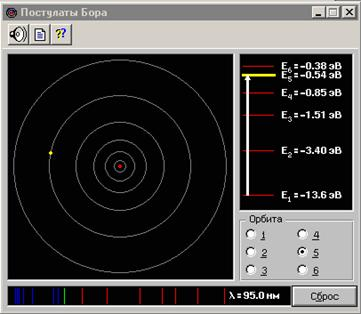 Постулаты Бора
??
E6=-0.38 эВ
E5=-0.54 эВ
E4=-0.85 эВ
E3=-1.51 эВ
E2=-3.40 эВ
E1=-13.6 эВ
Орбита
1 4
2 5
3 6
λ=95.0 нм
Сброс